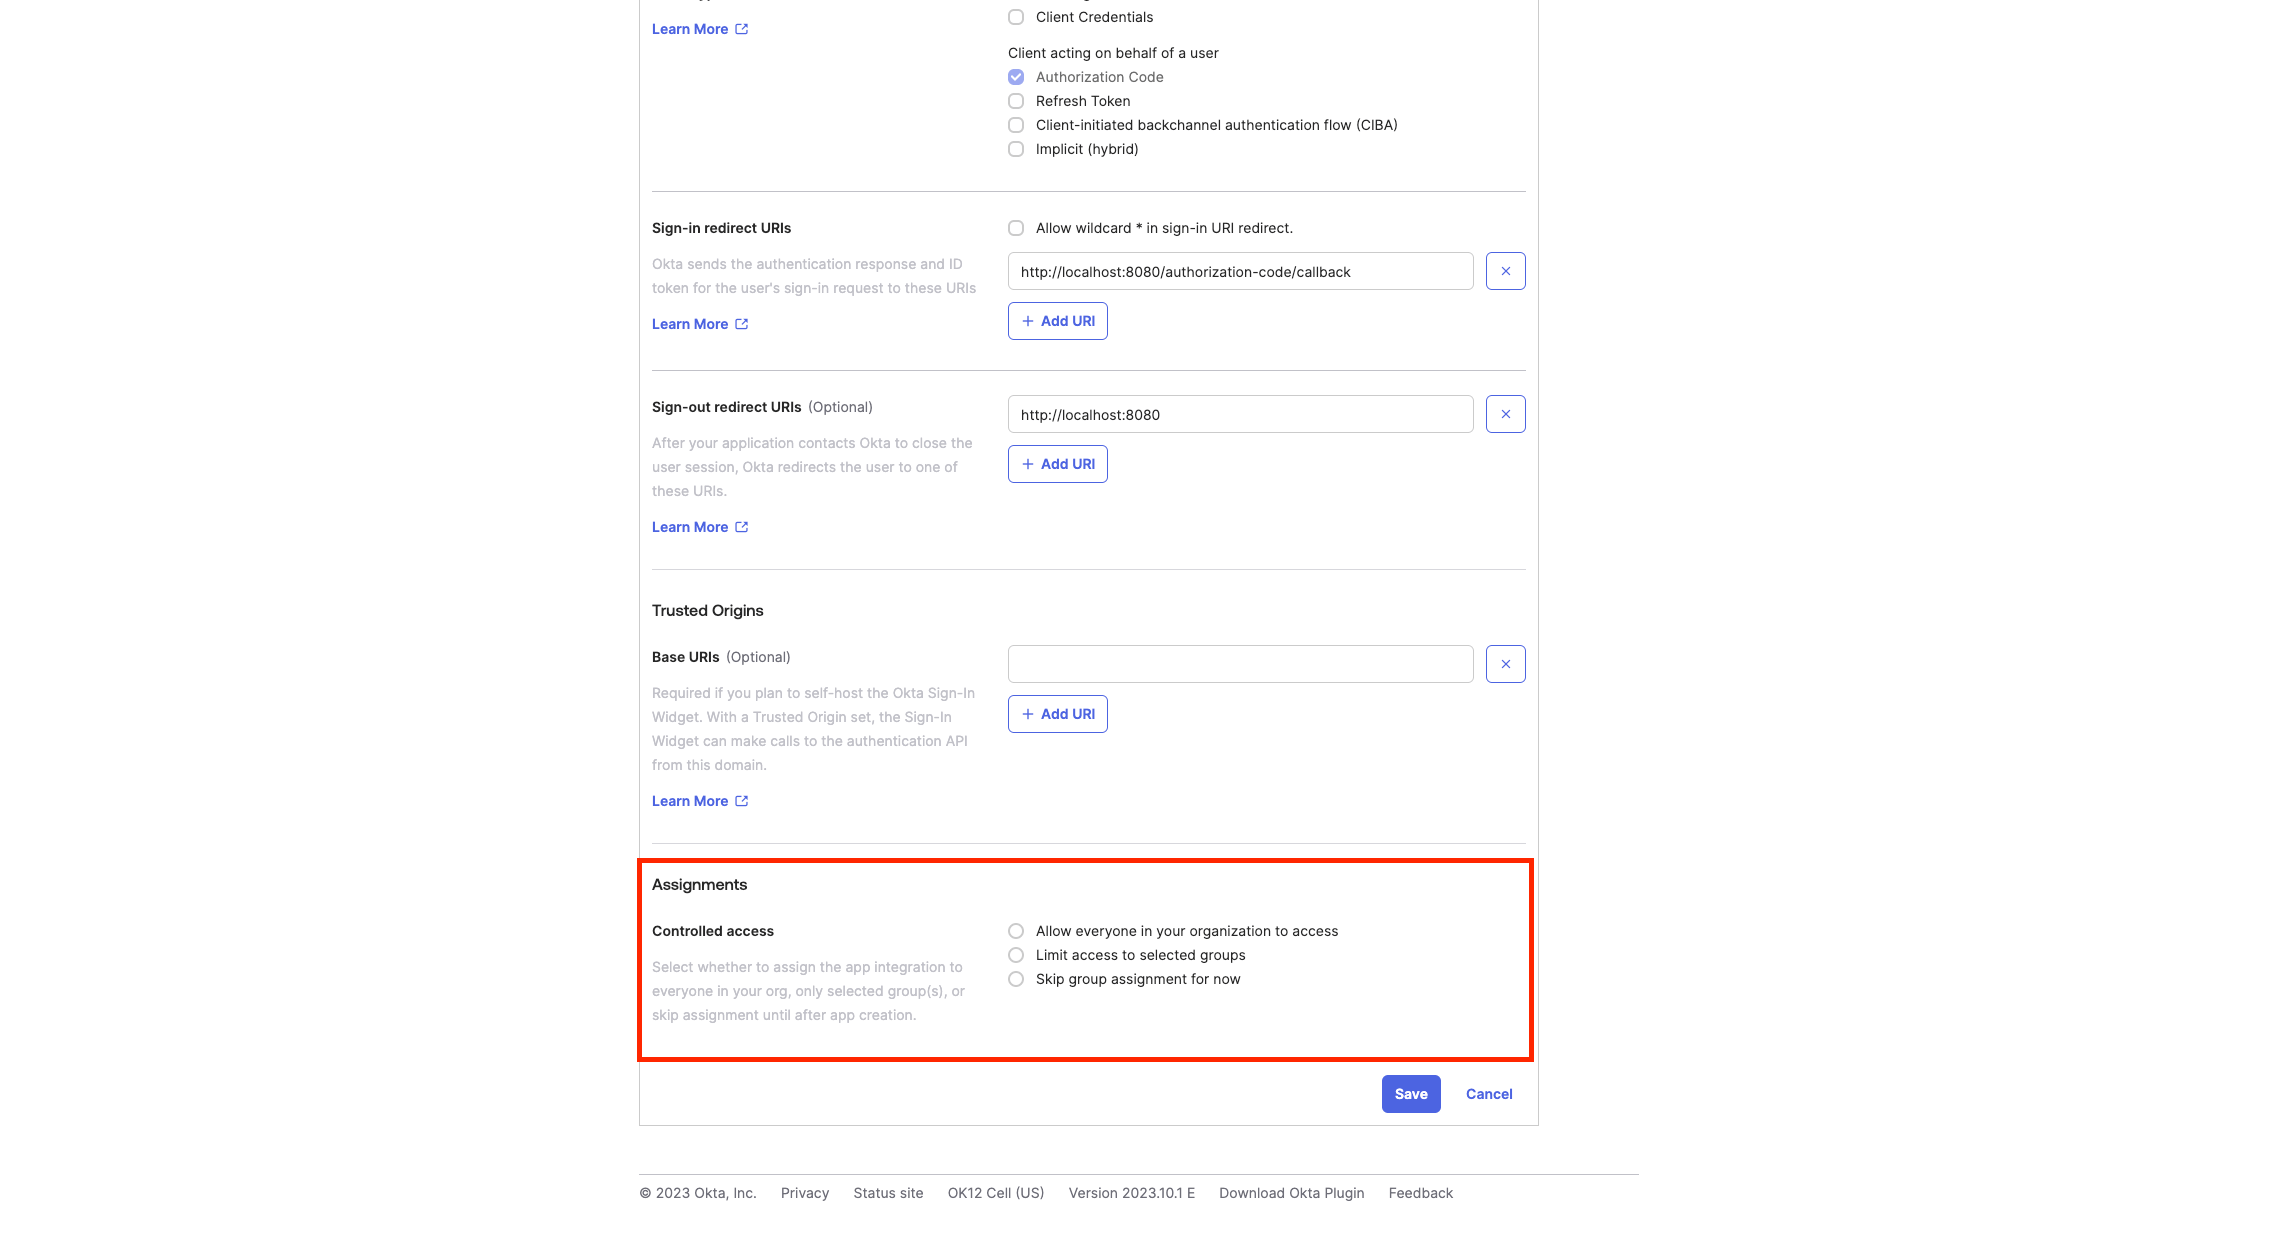 Client Credentials
Learn More
Client acting on behalf of a user
Authorization Code
Refresh Token
Client-initiated backchannel authentication flow (CIBA)
Implicit (hybrid)
Sign-in redirect URIs
Allow wildcard * in sign-in URI redirect.
Okta sends the authentication response and ID
token for the user's sign-in request to these URIs
http://localhost:8080/authorization-code/callback
+ Add URI
Learn More
Sign-out redirect URIs (Optional)
http://localhost:8080
After your application contacts Okta to close the
user session, Okta redirects the user to one of
these URIs.
+ Add URI
Learn More
Trusted Origins
Base URIs (Optional)
Required if you plan to self-host the Okta Sign-In
Widget. With a Trusted Origin set, the Sign-In
Widget can make calls to the authentication API
from this domain.
+ Add URI
Learn More
Assignments
Controlled access
Select whether to assign the app integration to
everyone in your org, only selected group(s), or
skip assignment until after app creation.
Allow everyone in your organization to access
Limit access to selected groups
Skip group assignment for now
Save Cancel
© 2023 Okta, Inc. Privacy Status site OK12 Cell (US) Version 2023.10.1 E Download Okta Plugin Feedback